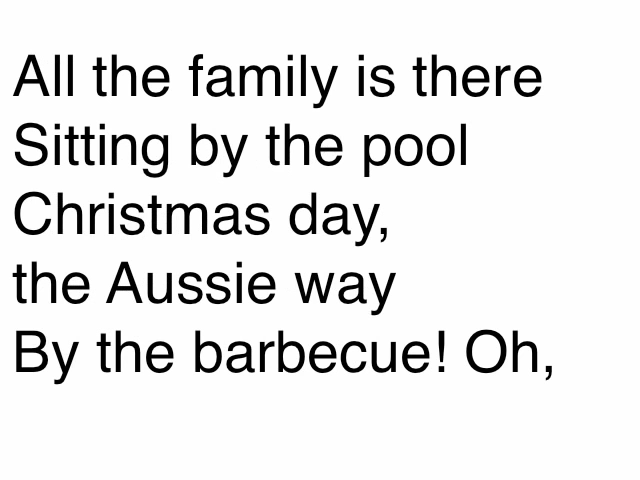 All the family is there
Sitting by the pool
Christmas day,
the Aussie way
By the barbecue! Oh,